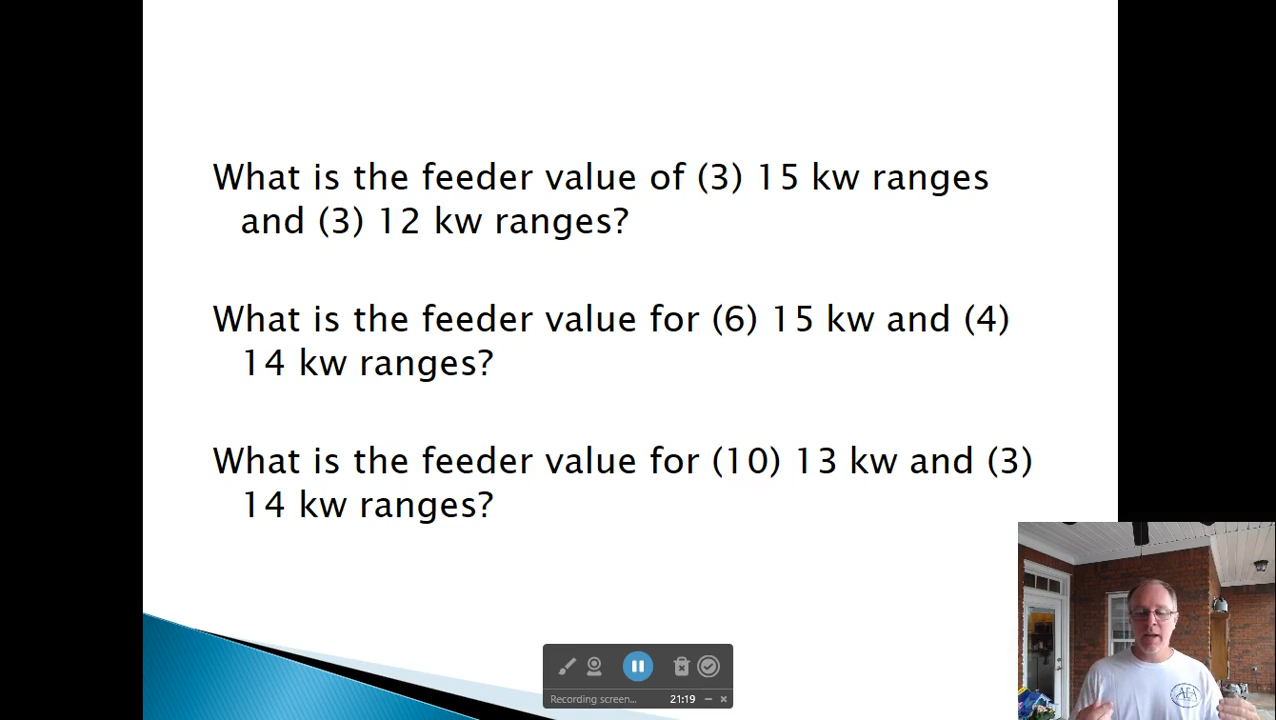 What is the feeder value of (3) 15 kw ranges
and (3) 12 kw ranges?
What is the feeder value for (6) 15 kw and (4)
14 kw ranges?
What is the feeder value for (10) 13 kw and (3)
14 kw ranges?
Recording screen... 21:19